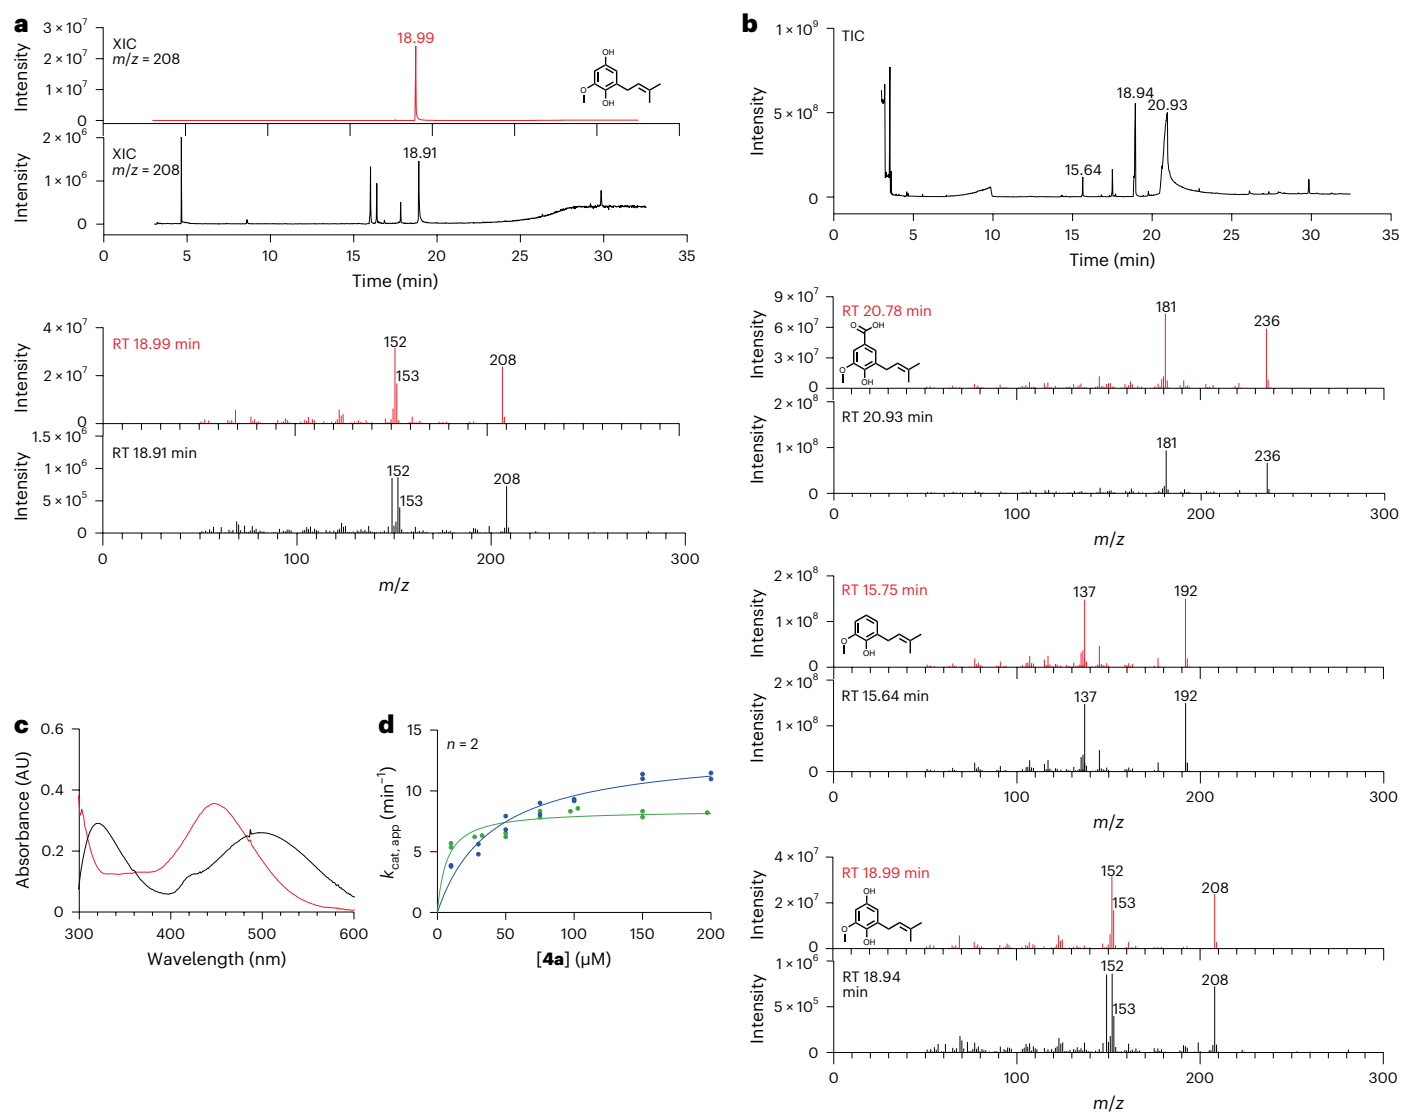 a
3 × 10⁷
2 × 10⁷
1 × 10⁷
0
Intensity
XIC
m/z = 208
18.99
OH
O
OH
2 × 10⁶
1 × 10⁶
0
Intensity
XIC
m/z = 208
18.91
0 5 10 15 20 25 30 35
Time (min)
4 × 10⁷
2 × 10⁷
0
Intensity
RT 18.99 min
152
153
208
1.5 × 10⁶
1 × 10⁶
5 × 10⁵
0
Intensity
RT 18.91 min
152
153
208
0 100 200 300
m/z
b
1 × 10⁹
5 × 10⁸
0
Intensity
TIC
15.64
18.94
20.93
0 5 10 15 20 25 30 35
Time (min)
9 × 10⁷
6 × 10⁷
3 × 10⁷
0
Intensity
RT 20.78 min
O
OH
O
OH
181
236
2 × 10⁸
1 × 10⁸
0
Intensity
RT 20.93 min
181
236
0 100 200 300
m/z
2 × 10⁸
1 × 10⁸
0
Intensity
RT 15.75 min
O
OH
137
192
2 × 10⁸
1 × 10⁸
0
Intensity
RT 15.64 min
137
192
0 100 200 300
m/z
4 × 10⁷
2 × 10⁷
0
Intensity
RT 18.99 min
OH
O
OH
152
153
208
1 × 10⁶
5 × 10⁵
0
Intensity
RT 18.94
min
152
153
208
0 100 200 300
m/z
c
0.6
0.4
0.2
0
Absorbance (AU)
300 400 500 600
Wavelength (nm)
d
15
10
5
0
kcat, app (min⁻¹)
n = 2
0 50 100 150 200
[4a] (µM)